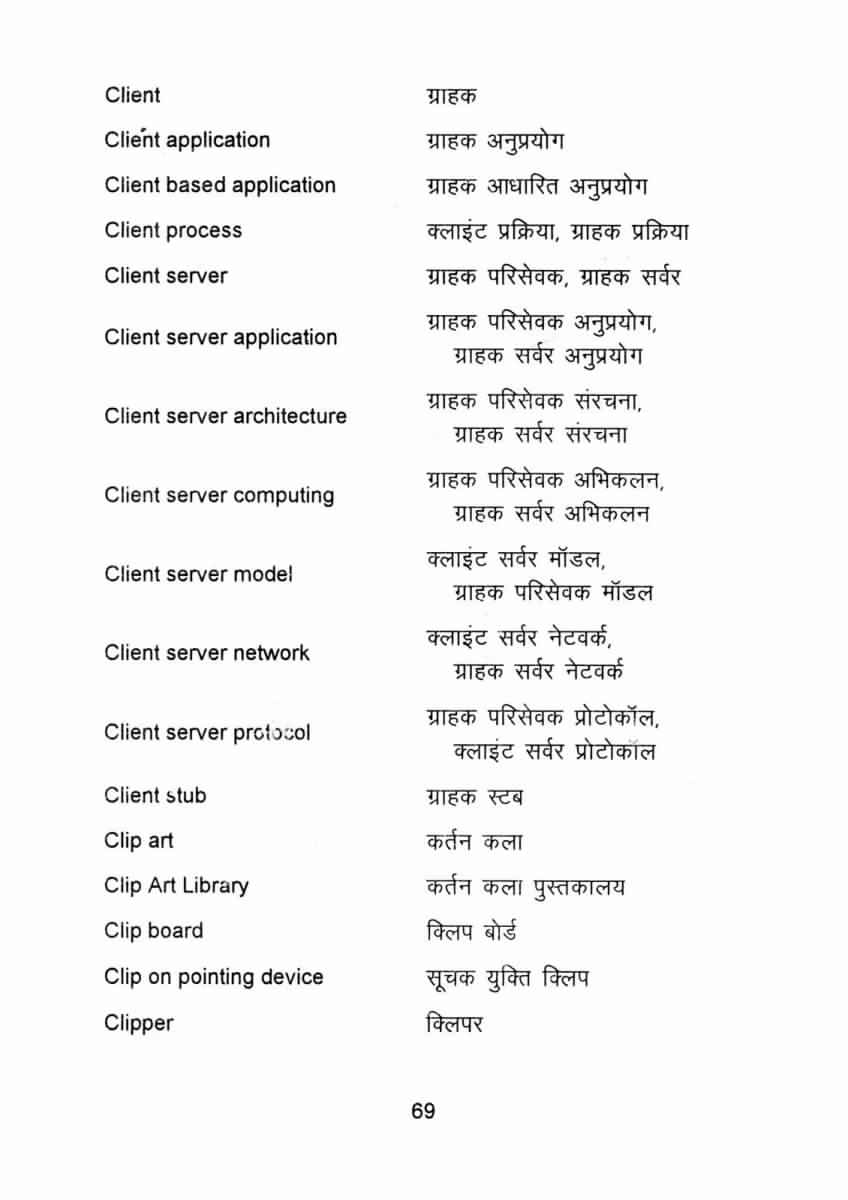 Client ग्राहक
Client application ग्राहक अनुप्रयोग
Client based application ग्राहक आधारित अनुप्रयोग
Client process क्लाइंट प्रक्रिया, ग्राहक प्रक्रिया
Client server ग्राहक परिसेवक, ग्राहक सर्वर
Client server application ग्राहक परिसेवक अनुप्रयोग,
ग्राहक सर्वर अनुप्रयोग
Client server architecture ग्राहक परिसेवक संरचना,
ग्राहक सर्वर संरचना
Client server computing ग्राहक परिसेवक अभिकलन,
ग्राहक सर्वर अभिकलन
Client server model क्लाइंट सर्वर मॉडल,
ग्राहक परिसेवक मॉडल
Client server network क्लाइंट सर्वर नेटवर्क,
ग्राहक सर्वर नेटवर्क
Client server protocol ग्राहक परिसेवक प्रोटोकॉल,
क्लाइंट सर्वर प्रोटोकॉल
Client stub ग्राहक स्टब
Clip art कर्तन कला
Clip Art Library कर्तन कला पुस्तकालय
Clip board क्लिप बोर्ड
Clip on pointing device सूचक युक्ति क्लिप
Clipper क्लिपर
69